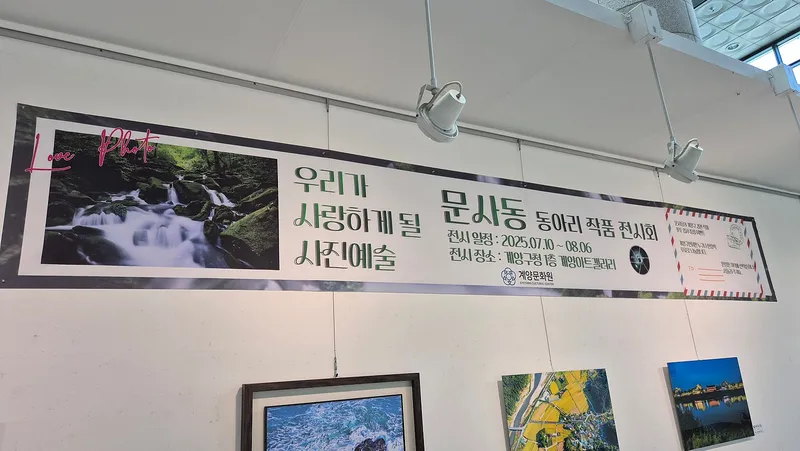 Love Photo
우리가
사랑하게 될
사진예술
문사동 동아리 작품 전시회
전시 일정 : 2025.07.10 ~ 08.06
전시 장소 : 계양구청 1층 계양아트갤러리
계양문화원
TO